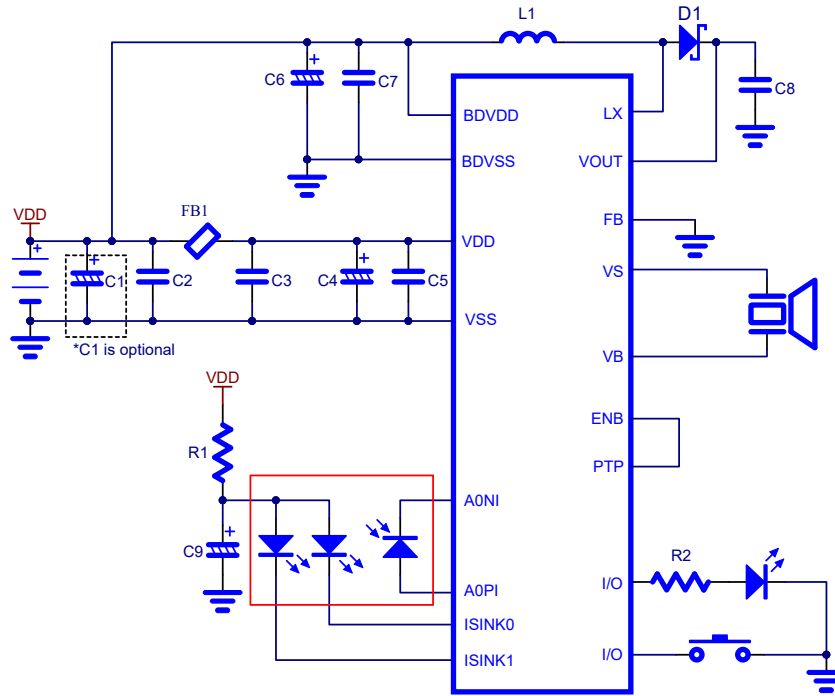 L1
D1
C6
+
C7
C8
BDVDD
LX
BDVSS
VOUT
VDD
FB1
FB
+
+
C1
C2
C3
C4
+
C5
VDD
VS
VSS
*C1 is optional
VB
VDD
ENB
R1
PTP
A0NI
C9
+
R2
I/O
A0PI
ISINK0
ISINK1
I/O